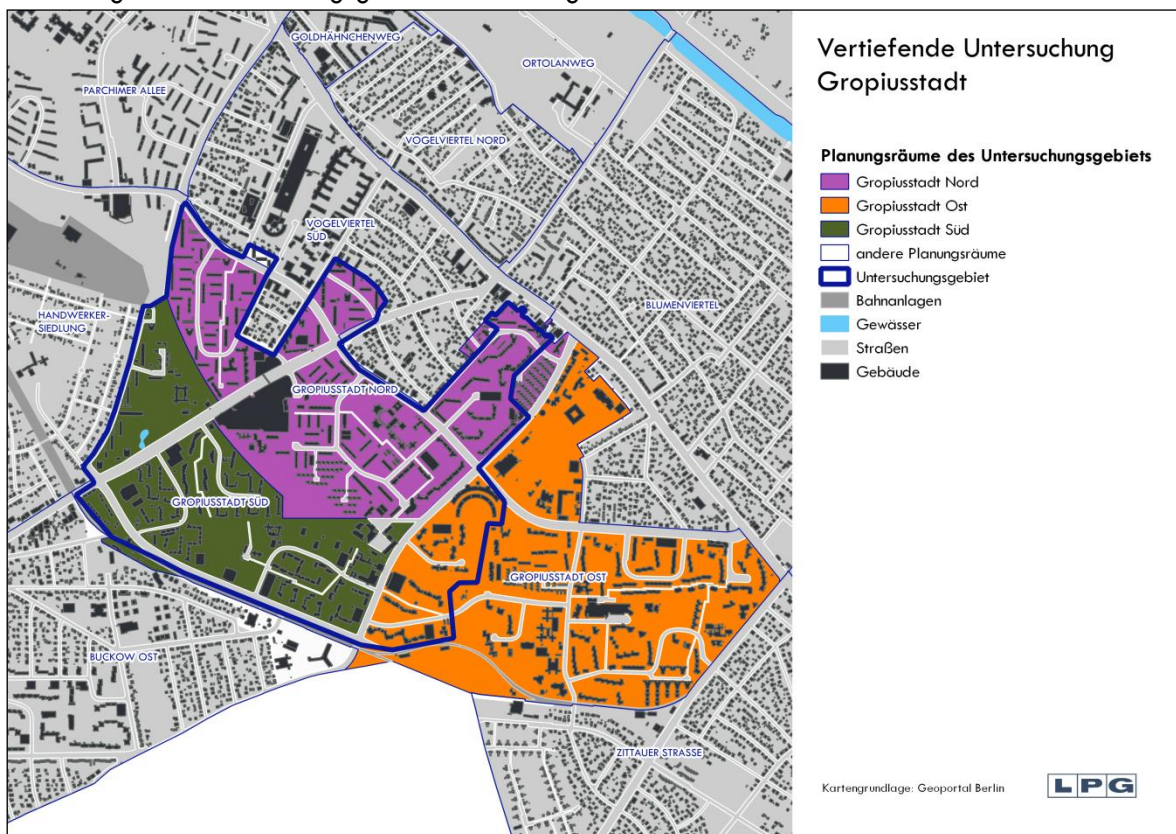 Vertiefende Untersuchung
Gropiusstadt
Planungsräume des Untersuchungsgebiets
Gropiusstadt Nord
Gropiusstadt Ost
Gropiusstadt Süd
andere Planungsräume
Untersuchungsgebiet
Bahnanlagen
Gewässer
Straßen
Gebäude
GOLDHÄHNCHENWEG
ORTOLANWEG
PARCHIMER ALLEE
VOGELVIERTEL NORD
VOGELVIERTEL
SÜD
BLUMENVIERTEL
HANDWERKER-
SIEDLUNG
GROPIUSSTADT NORD
GROPIUSSTADT SÜD
GROPIUSSTADT OST
BUCKOW OST
ZITTAUER STRASSE
Kartengrundlage: Geoportal Berlin
LPG